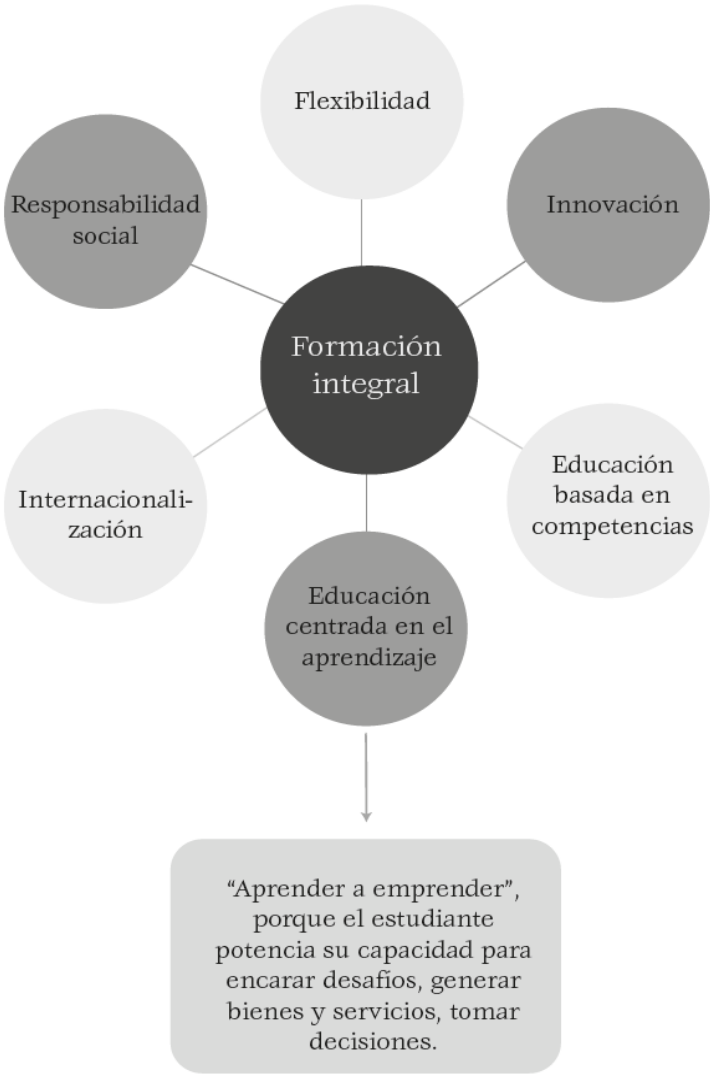 Flexibilidad
Responsabilidad
social
Innovación
Formación
integral
Internacionali-
zación
Educación
basada en
competencias
Educación
centrada en el
aprendizaje
“Aprender a emprender”,
porque el estudiante
potencia su capacidad para
encarar desafíos, generar
bienes y servicios, tomar
decisiones.